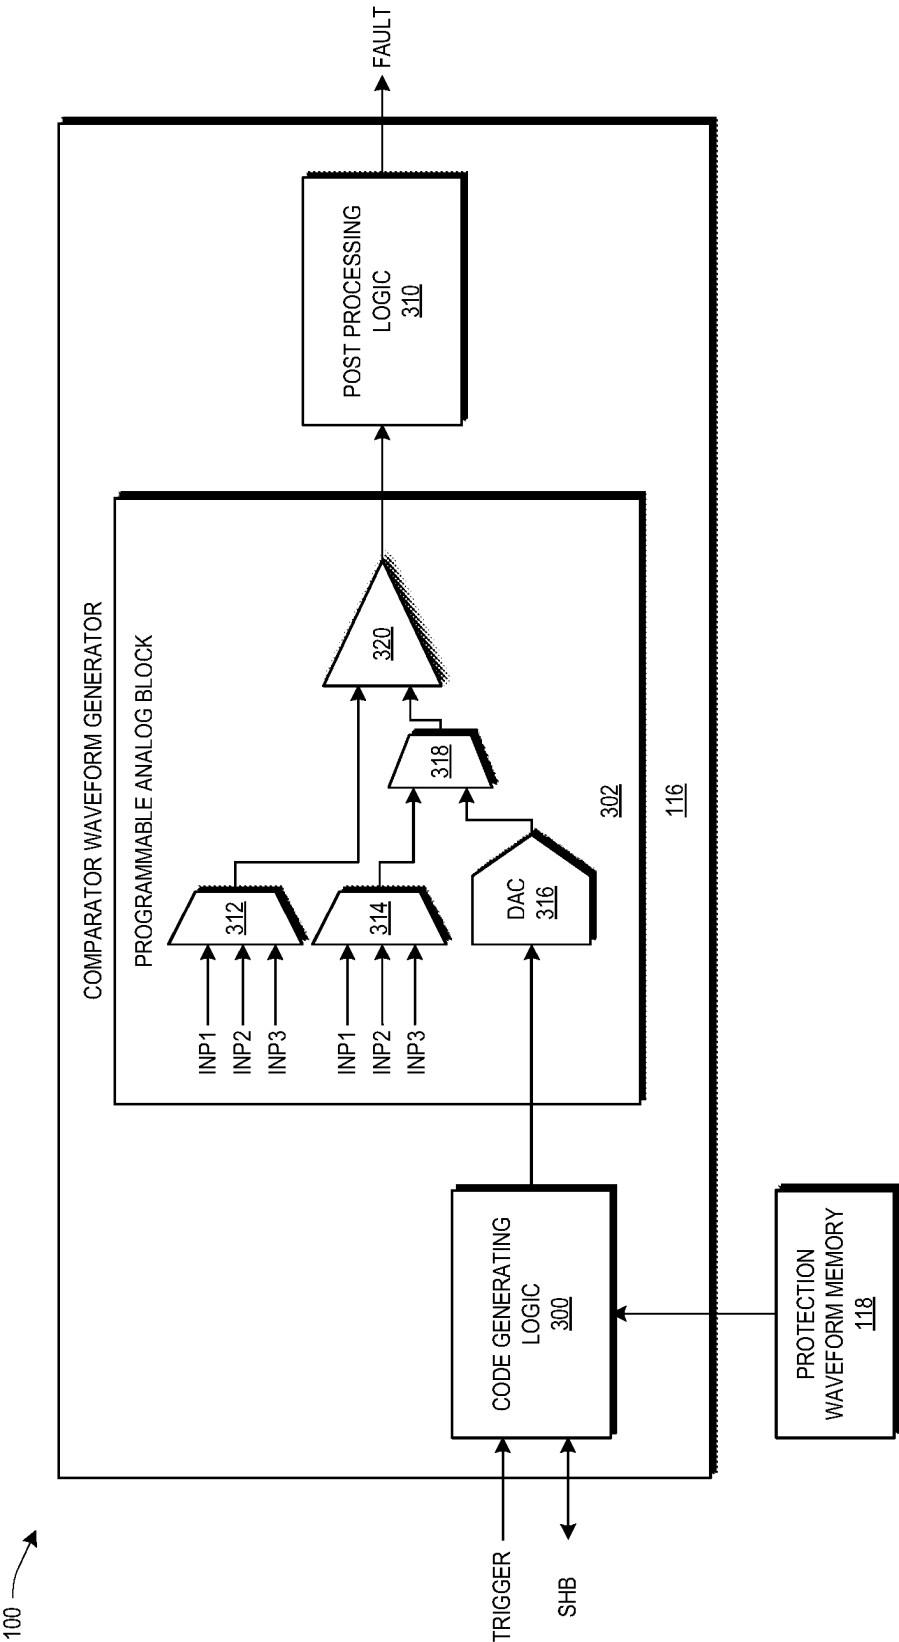 100
COMPARATOR WAVEFORM GENERATOR
PROGRAMMABLE ANALOG BLOCK
INP1
INP2
INP3
312
INP1
INP2
INP3
314
DAC
316
318
320
302
116
POST PROCESSING
LOGIC
310
FAULT
TRIGGER
SHB
CODE GENERATING
LOGIC
300
PROTECTION
WAVEFORM MEMORY
118